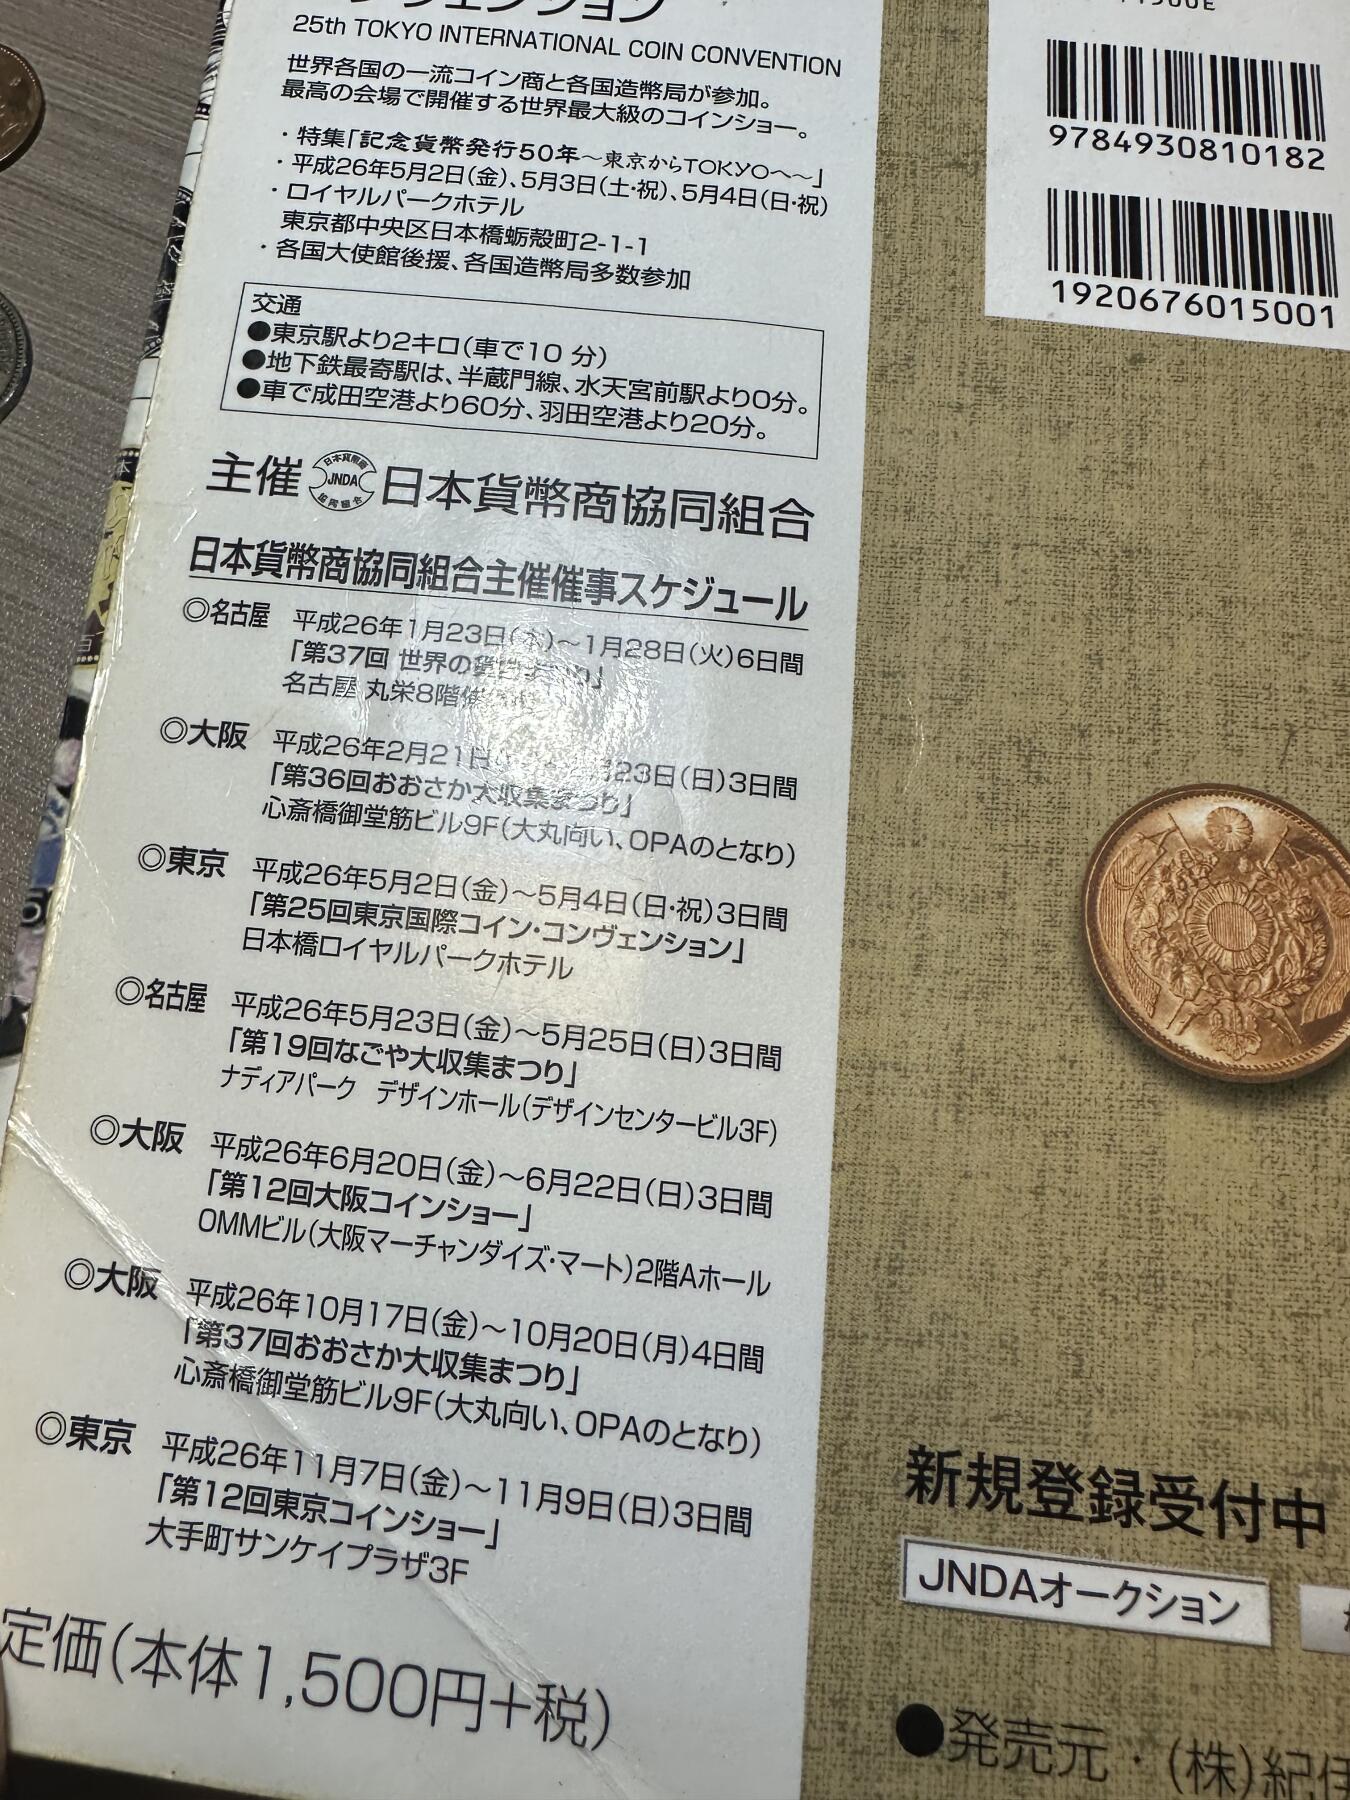 25th TOKYO INTERNATIONAL COIN CONVENTION
世界各国の一流コイン商と各国造幣局が参加。
最高の会場で開催する世界最大級のコインショー。
・特集「記念貨幣発行50年～東京からTOKYOへ～」
・平成26年5月2日(金)、5月3日(土・祝)、5月4日(日・祝)
・ロイヤルパークホテル
東京都中央区日本橋蛎殻町2-1-1
・各国大使館後援、各国造幣局多数参加
交通
●東京駅より2キロ(車で10分)
●地下鉄最寄駅は、半蔵門線、水天宮前駅より0分。
●車で成田空港より60分、羽田空港より20分。
主催 日本貨幣商 JNDA 協同組合 日本貨幣商協同組合
日本貨幣商協同組合主催催事スケジュール
◎名古屋 平成26年1月23日(木)～1月28日(火)6日間
「第37回 世界の
名古屋 丸栄8階
◎大阪 平成26年2月21日 23日(日)3日間
「第36回おおさか大収集まつり」
心斎橋御堂筋ビル9F(大丸向い、OPAのとなり)
◎東京 平成26年5月2日(金)～5月4日(日・祝)3日間
「第25回東京国際コイン・コンヴェンション」
日本橋ロイヤルパークホテル
◎名古屋 平成26年5月23日(金)～5月25日(日)3日間
「第19回なごや大収集まつり」
ナディアパーク デザインホール(デザインセンタービル3F)
◎大阪 平成26年6月20日(金)～6月22日(日)3日間
「第12回大阪コインショー」
OMMビル(大阪マーチャンダイズ・マート)2階Aホール
◎大阪 平成26年10月17日(金)～10月20日(月)4日間
「第37回おおさか大収集まつり」
心斎橋御堂筋ビル9F(大丸向い、OPAのとなり)
◎東京 平成26年11月7日(金)～11月9日(日)3日間
「第12回東京コインショー」
大手町サンケイプラザ3F
定価(本体1,500円+税)
9784930810182
1920676015001
新規登録受付中
JNDAオークション
●発売元・(株)紀伊